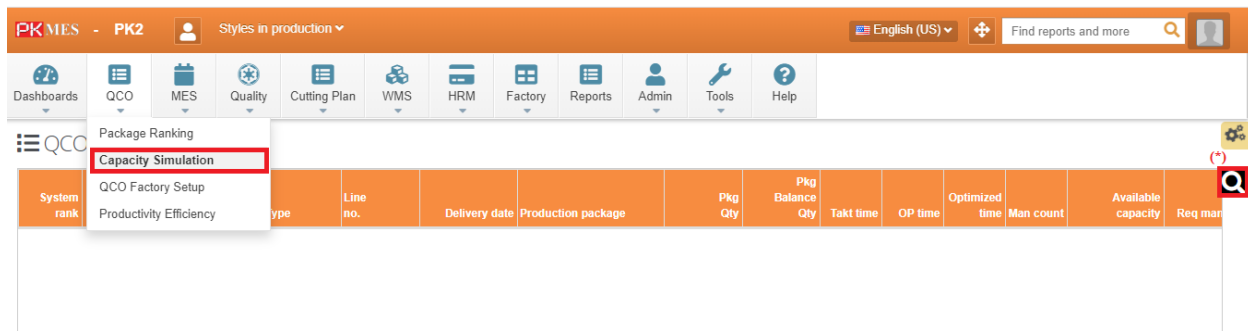 PK MES - PK2 Styles in production English (US) Find reports and more
Dashboards QCO MES Quality Cutting Plan WMS HRM Factory Reports Admin Tools Help
QCO
Package Ranking
Capacity Simulation
QCO Factory Setup
Productivity Efficiency
(*)
System rank ype Line no. Delivery date Production package Pkg Qty Pkg Balance Qty Takt time OP time Optimized time Man count Available capacity Req man